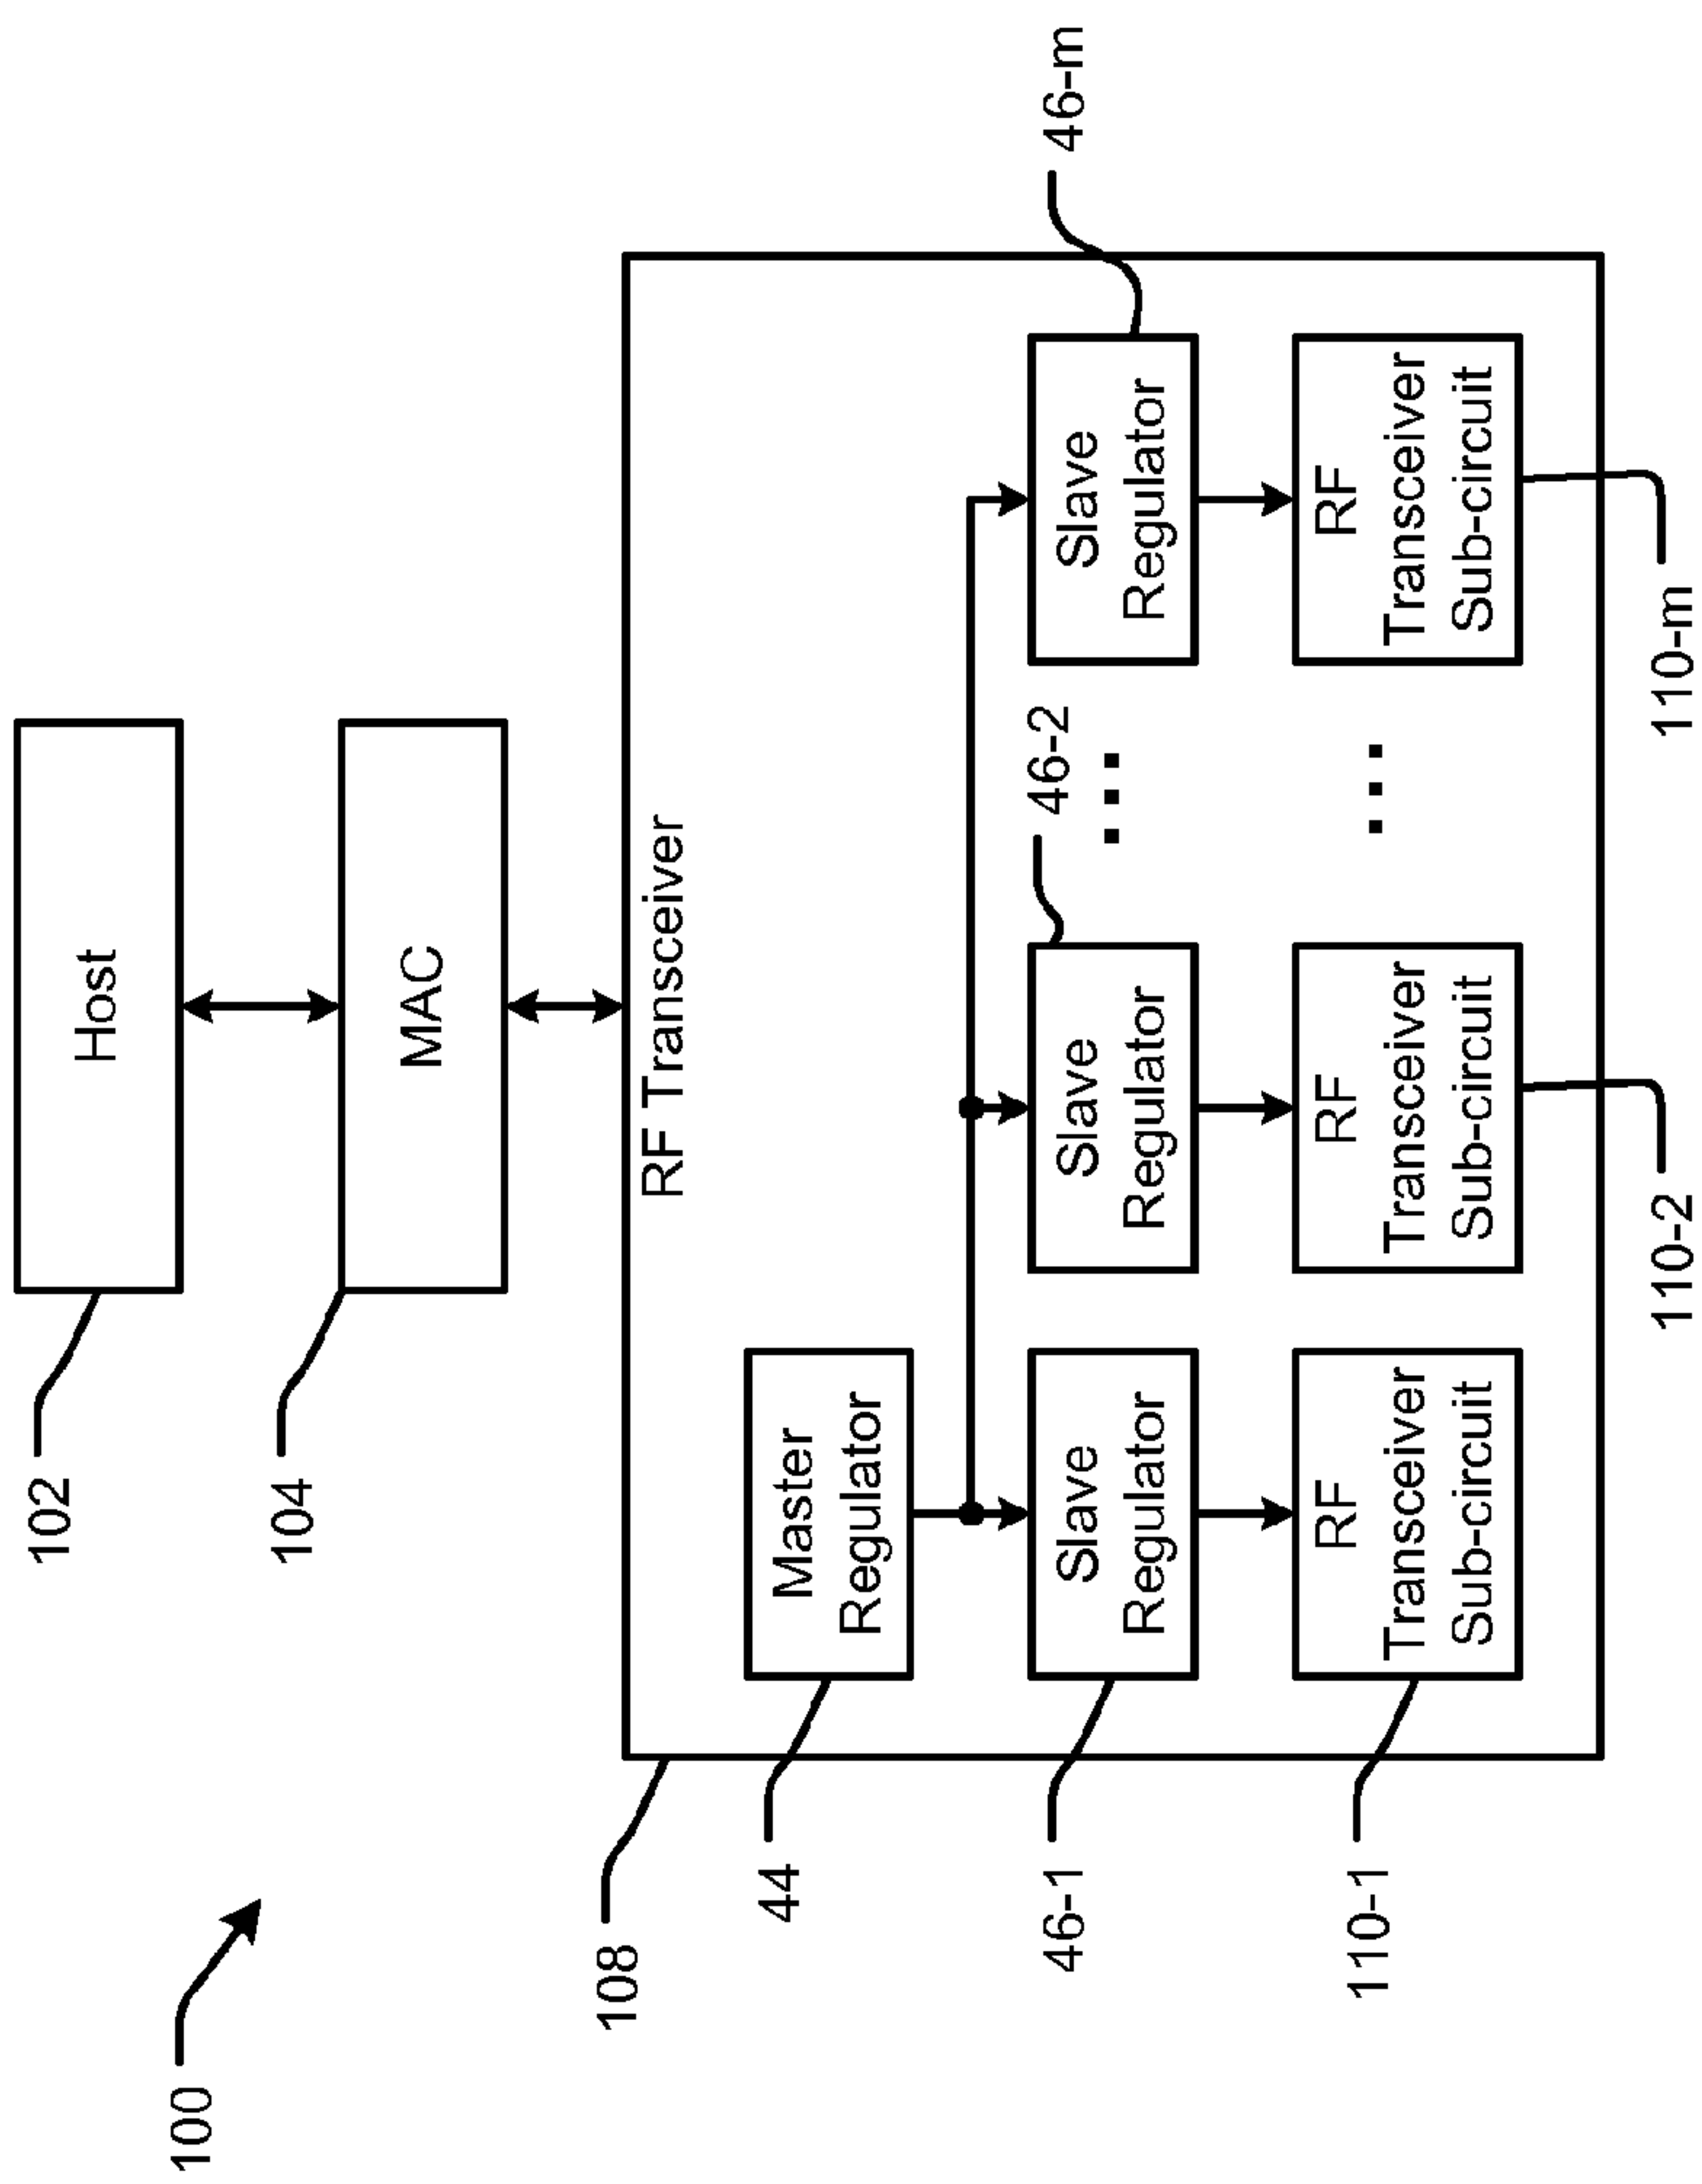 100
102
Host
104
MAC
108
RF Transceiver
44
Master
Regulator
46-1
Slave
Regulator
46-2
Slave
Regulator
...
46-m
Slave
Regulator
110-1
RF
Transceiver
Sub-circuit
110-2
RF
Transceiver
Sub-circuit
...
110-m
RF
Transceiver
Sub-circuit